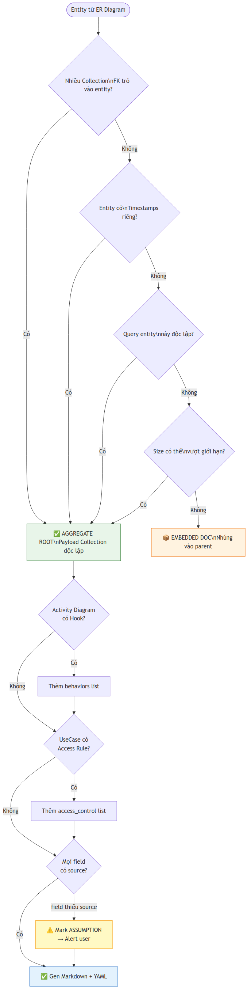 Entity từ ER Diagram
Nhiều Collection\nFK trỏ
vào entity?
Không
Entity có\nTimestamps
riêng?
Không
Có
Query entity\nnày độc lập?
Có
Không
Có
Size có thể\nvượt giới hạn?
Có
Không
✅ AGGREGATE
ROOT\nPayload Collection
độc lập
📦 EMBEDDED DOC\nNhúng
vào parent
Activity Diagram
có Hook?
Có
Không
Thêm behaviors list
UseCase có
Access Rule?
Có
Không
Thêm access_control list
Mọi field
có source?
field thiếu source
Có
⚠️ Mark ASSUMPTION
→ Alert user
✅ Gen Markdown + YAML